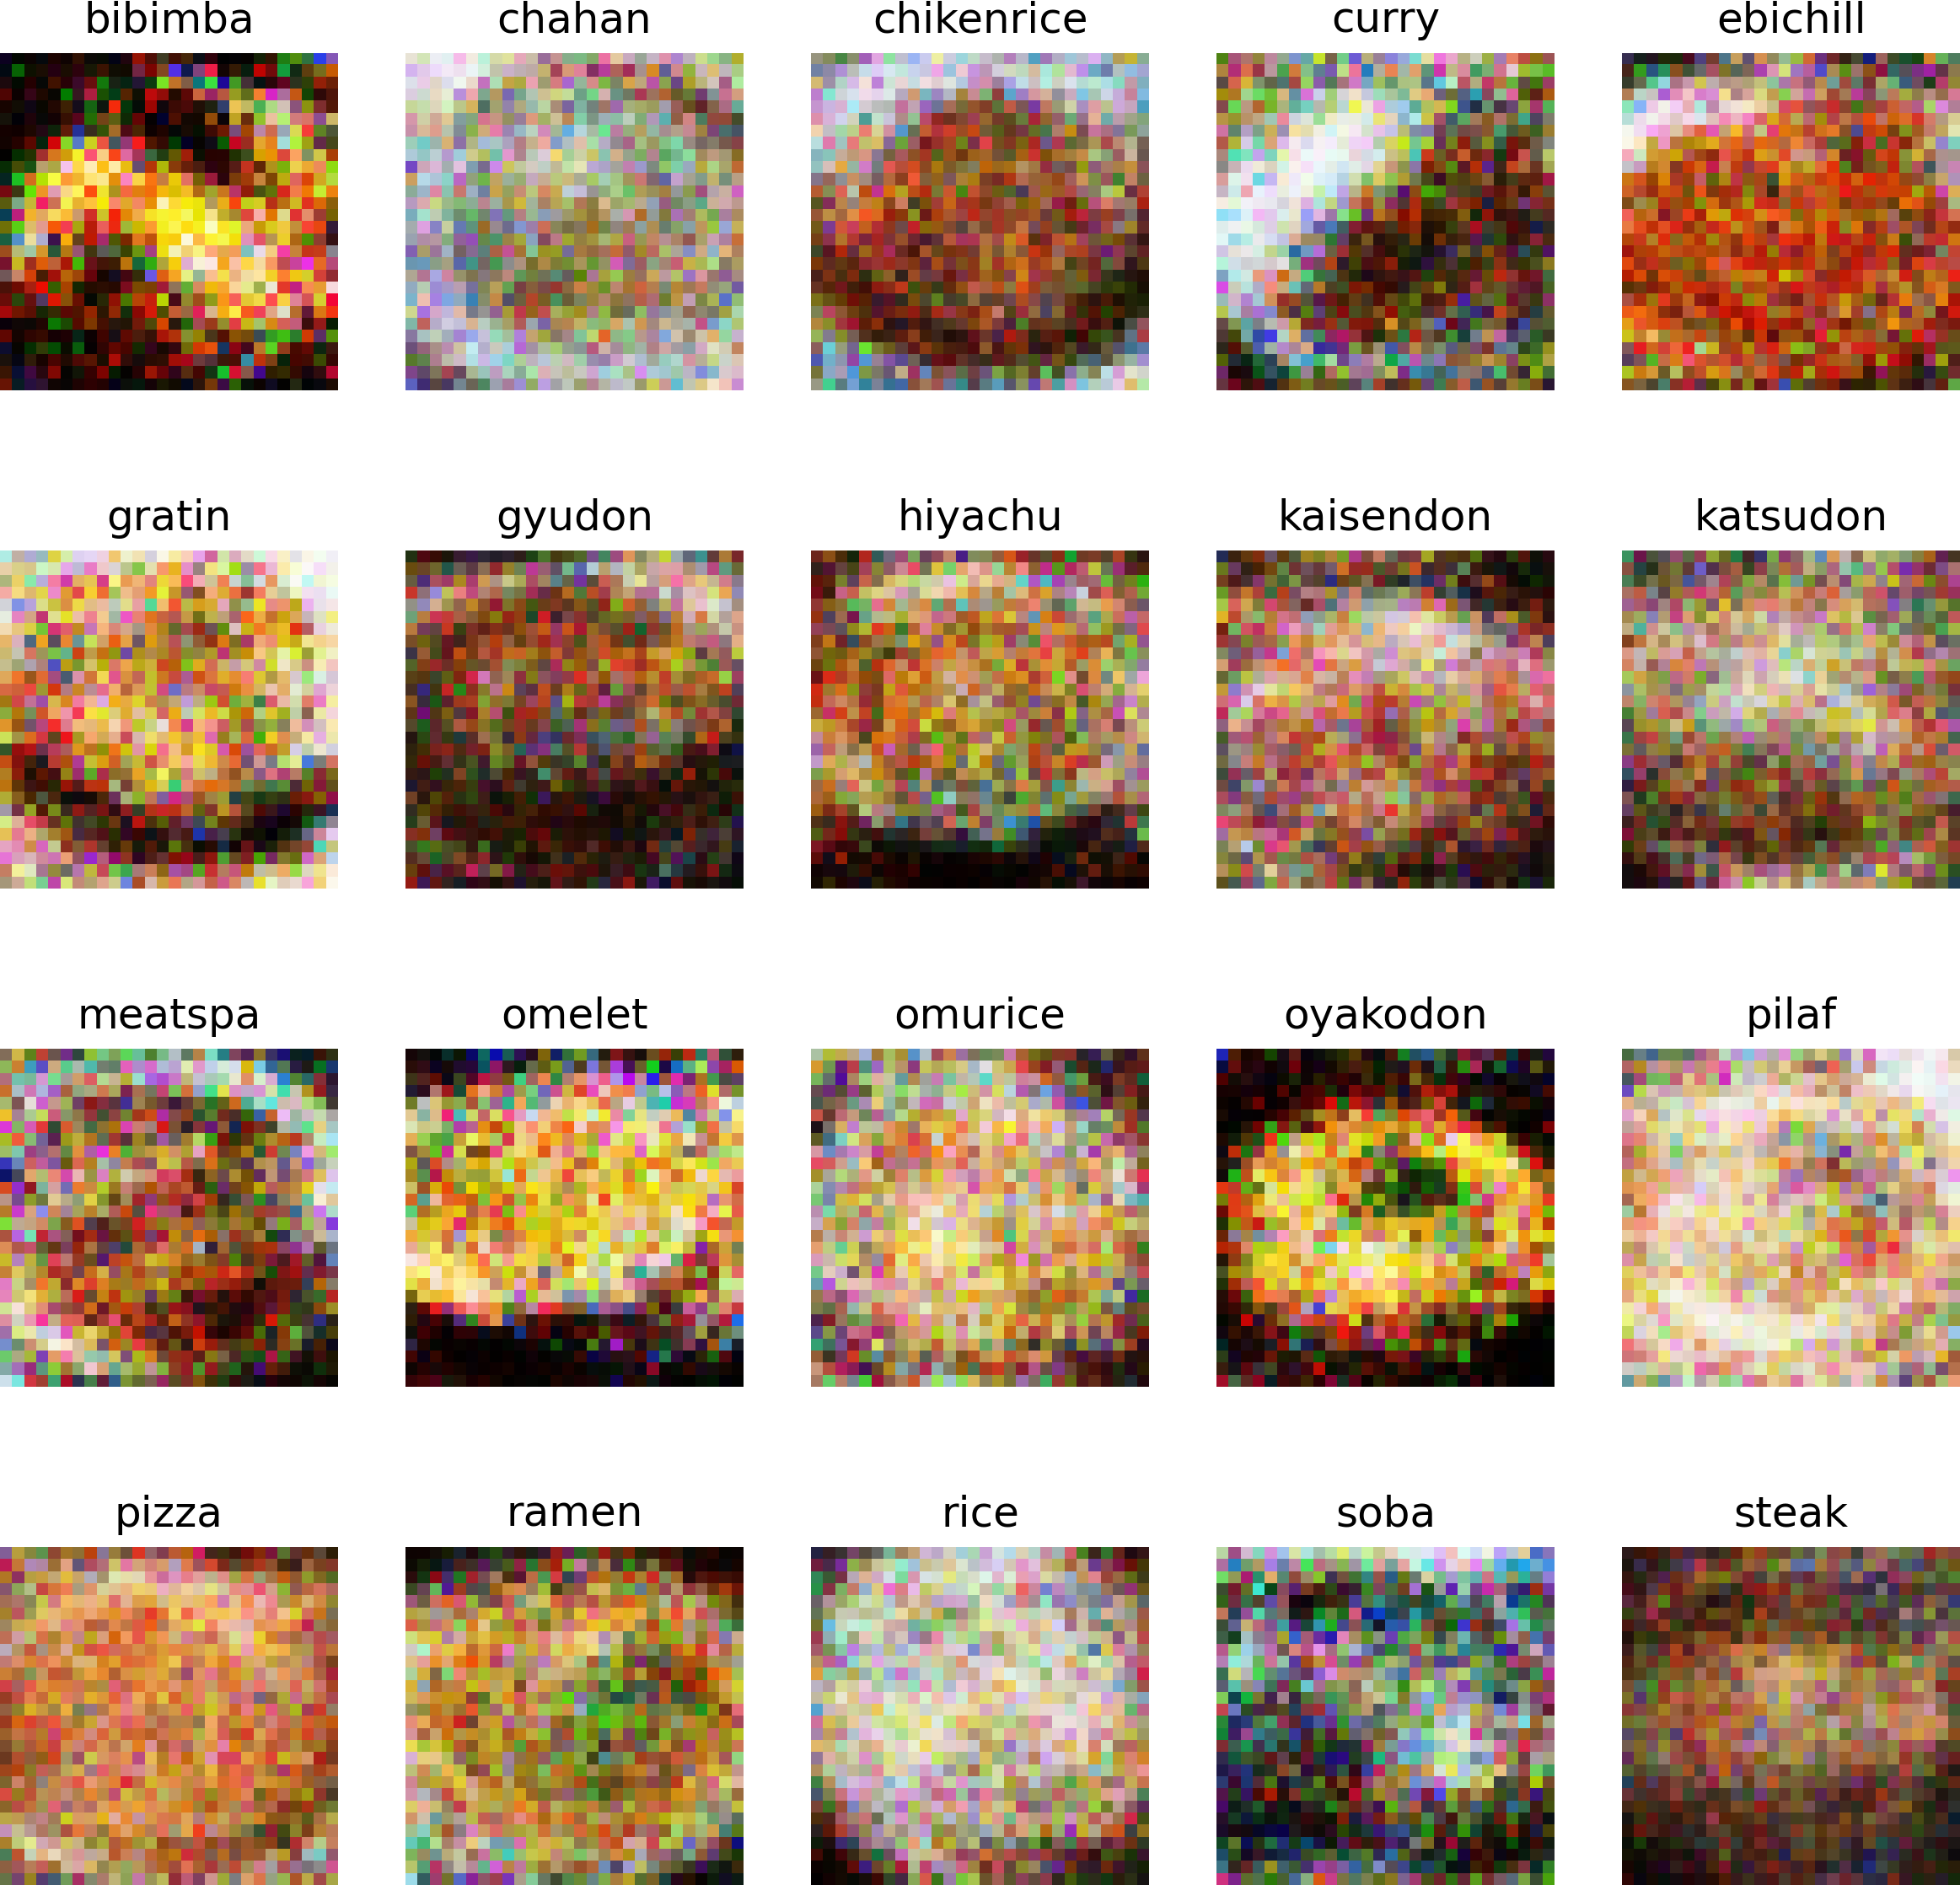 bibimba
chahan
chikenrice
curry
ebichill
gratin
gyudon
hiyachu
kaisendon
katsudon
meatspa
omelet
omurice
oyakodon
pilaf
pizza
ramen
rice
soba
steak